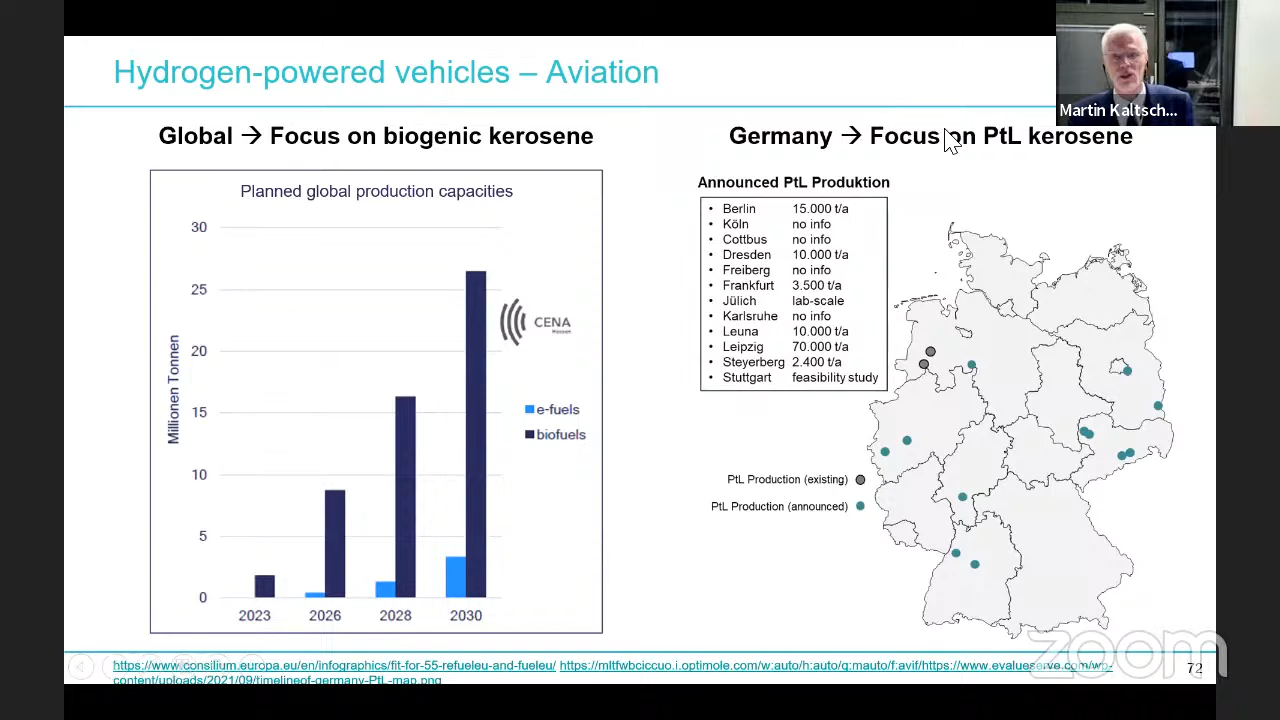 Hydrogen-powered vehicles – Aviation
Martin Kaltsch...
Global → Focus on biogenic kerosene
Planned global production capacities
Millionen Tonnen
30
25
20
15
10
5
0
2023
2026
2028
2030
CENA
Hessen
e-fuels
biofuels
Germany → Focus on PtL kerosene
Announced PtL Produktion
• Berlin 15.000 t/a
• Köln no info
• Cottbus no info
• Dresden 10.000 t/a
• Freiberg no info
• Frankfurt 3.500 t/a
• Jülich lab-scale
• Karlsruhe no info
• Leuna 10.000 t/a
• Leipzig 70.000 t/a
• Steyerberg 2.400 t/a
• Stuttgart feasibility study
PtL Production (existing)
PtL Production (announced)
https://www.consilium.europa.eu/en/infographics/fit-for-55-refueleu-and-fueleu/ https://mltfwbciccuo.i.optimole.com/w:auto/h:auto/q:mauto/f:avif/https://www.evalueserve.com/wp-
content/uploads/2021/09/timelineof-germany-PtL-map.png
72
zoom